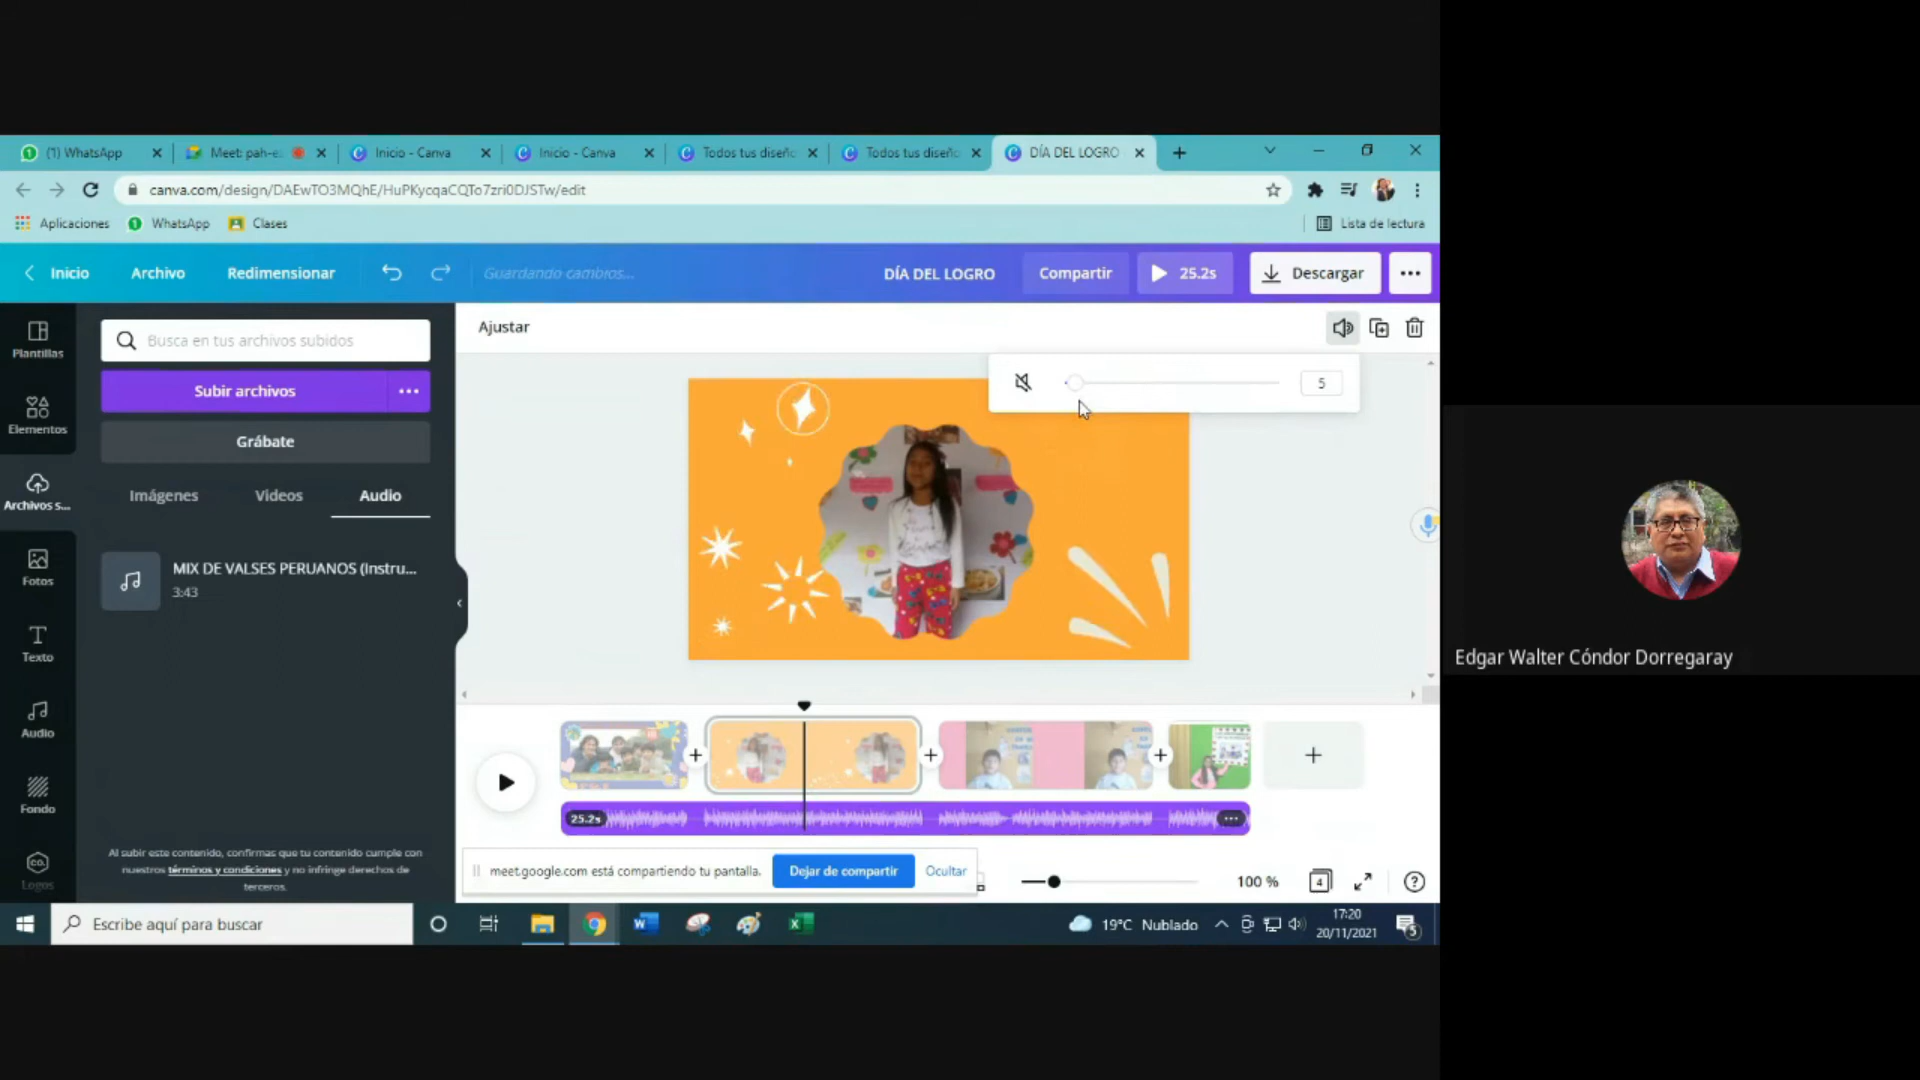 (1) WhatsApp
Meet: pah-e
Inicio - Canva
Inicio - Canva
Todos tus diseño
Todos tus diseño
DÍA DEL LOGRO
canva.com/design/DAEwTO3MQhE/HuPKycqaCQTo7zri0DJSTw/edit
Aplicaciones
WhatsApp
Clases
Lista de lectura
Inicio
Archivo
Redimensionar
Guardando cambios...
DÍA DEL LOGRO
Compartir
25.2s
Descargar
Plantillas
Elementos
Archivos s...
Fotos
Texto
Audio
Fondo
CO.
Logos
Busca en tus archivos subidos
Subir archivos
Grábate
Imágenes
Videos
Audio
MIX DE VALSES PERUANOS (Instru...
3:43
Al subir este contenido, confirmas que tu contenido cumple con
nuestros términos y condiciones y no infringe derechos de
terceros.
Ajustar
5
25.2s
meet.google.com está compartiendo tu pantalla.
Dejar de compartir
Ocultar
100 %
4
Escribe aquí para buscar
19°C Nublado
17:20
20/11/2021
5
Edgar Walter Cóndor Dorregaray